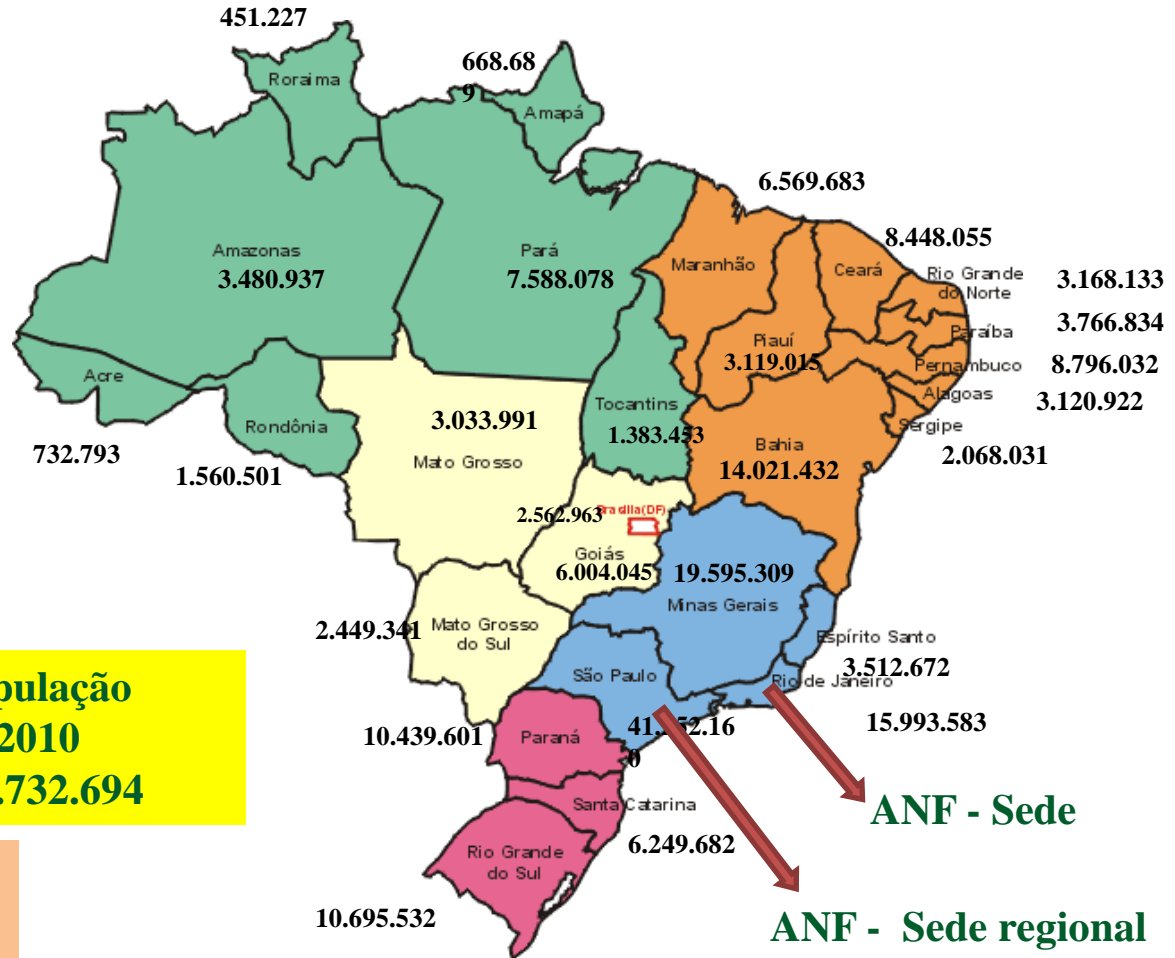 451.227
Roraima
668.68
9
Amapá
6.569.683
8.448.055
Amazonas
3.480.937
Pará
7.588.078
Maranhão
Ceará
Rio Grande
do Norte
3.168.133
Paraíba
3.766.834
Piauí
3.119.015
Pernambuco
8.796.032
Alagoas
3.120.922
Sergipe
2.068.031
Acre
732.793
Rondônia
1.560.501
3.033.991
Mato Grosso
Tocantins
1.383.453
Bahia
14.021.432
2.562.963
Brasília(DF)
Goiás
6.004.045
19.595.309
Minas Gerais
2.449.341
Mato Grosso
do Sul
Espírito Santo
3.512.672
São Paulo
Rio de Janeiro
15.993.583
pulação
2010
.732.694
10.439.601
Paraná
0
Santa Catarina
6.249.682
Rio Grande
do Sul
10.695.532
ANF - Sede
ANF - Sede regional